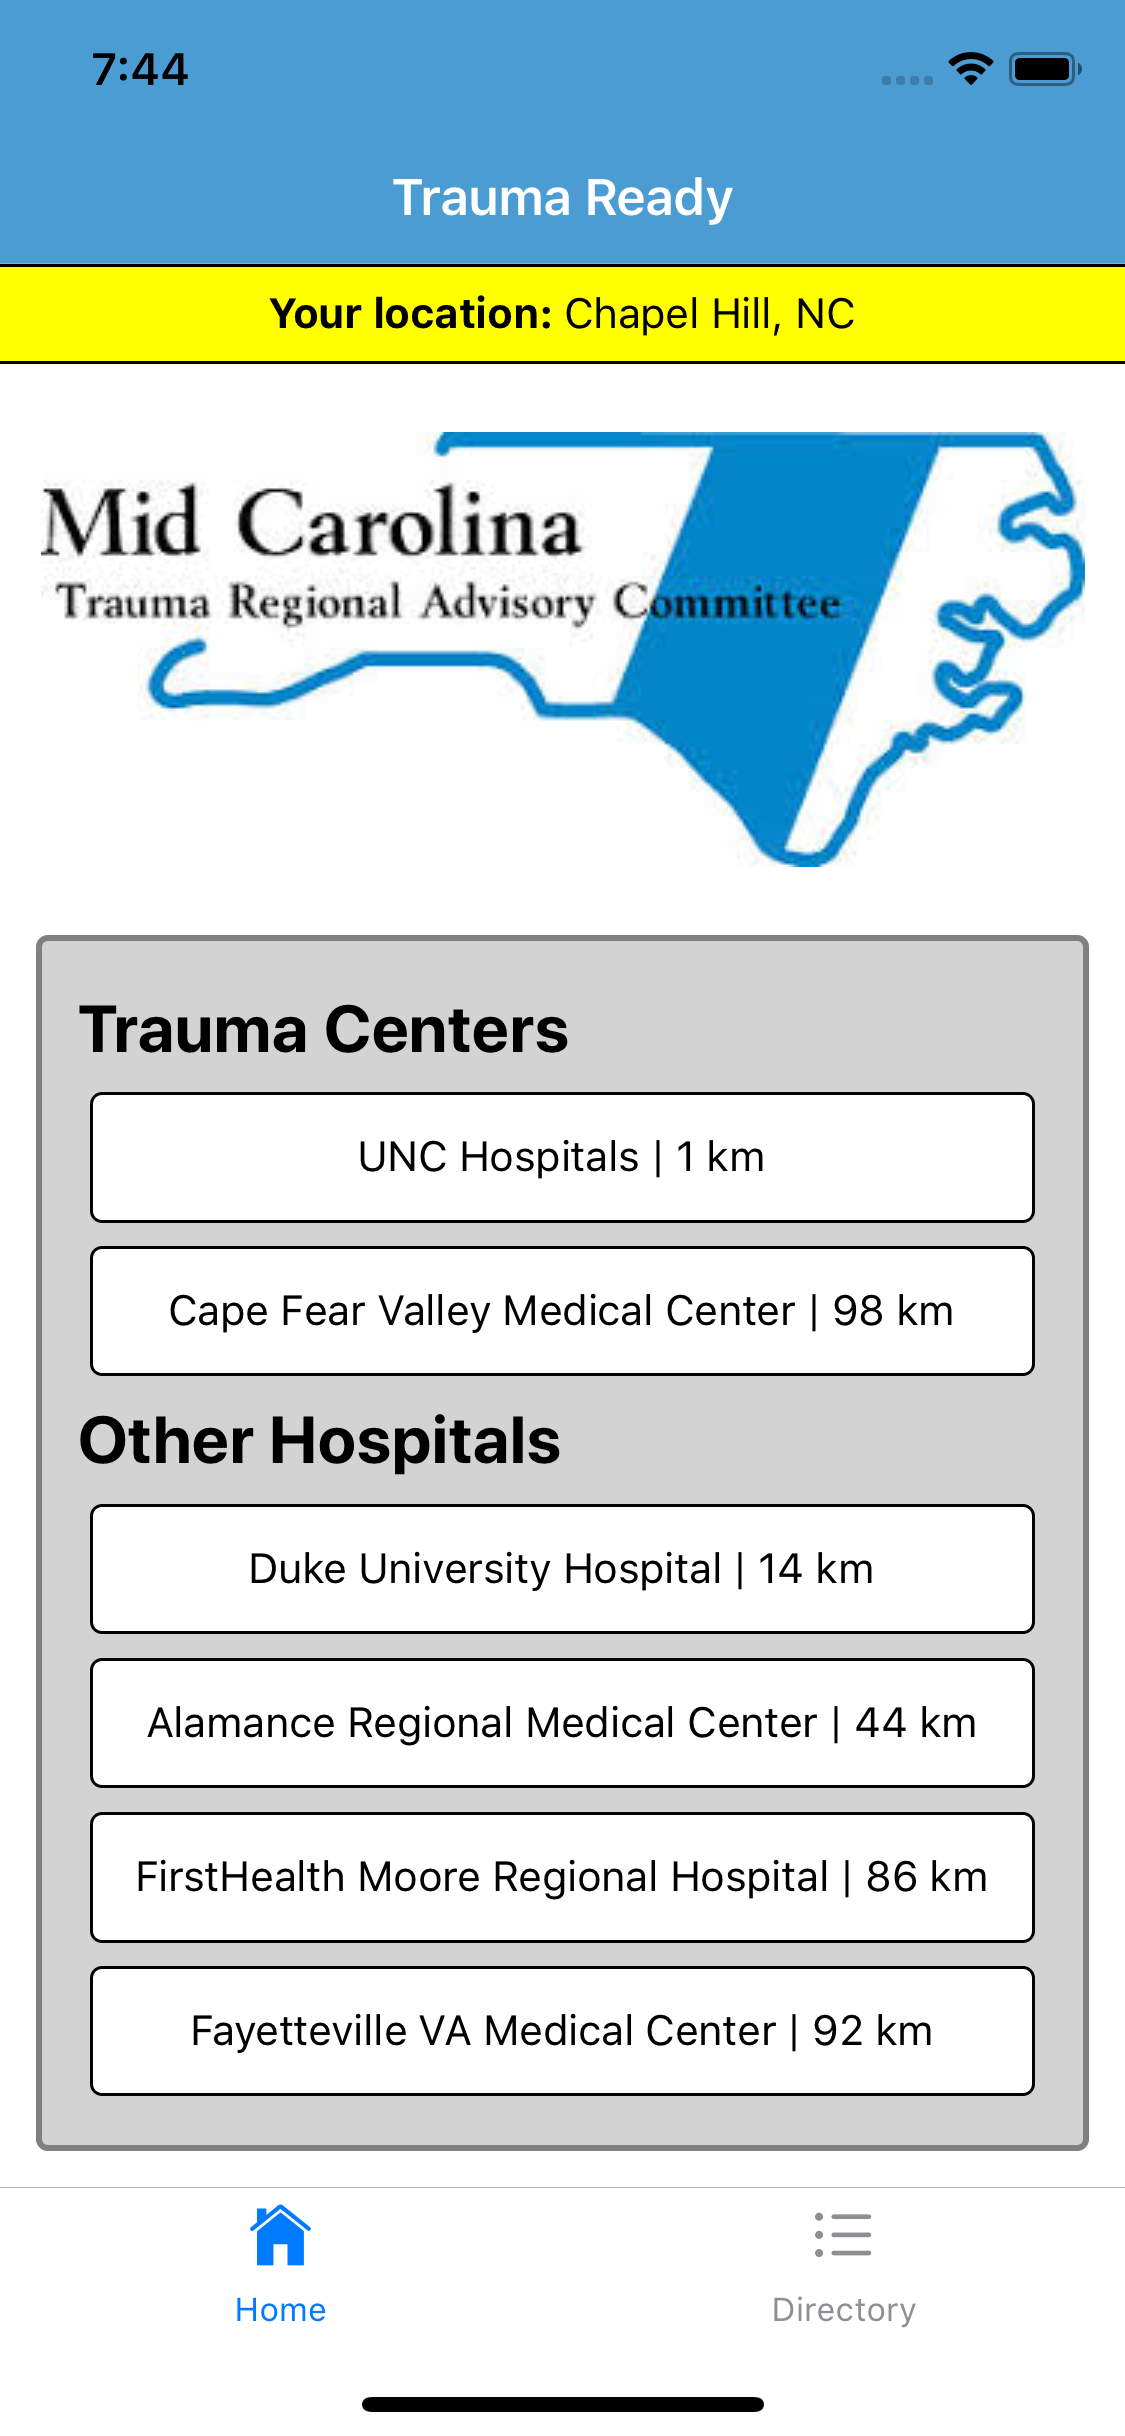 7:44
Trauma Ready
Your location: Chapel Hill, NC
Mid Carolina
Trauma Regional Advisory Committee
Trauma Centers
UNC Hospitals | 1 km
Cape Fear Valley Medical Center | 98 km
Other Hospitals
Duke University Hospital | 14 km
Alamance Regional Medical Center | 44 km
FirstHealth Moore Regional Hospital | 86 km
Fayetteville VA Medical Center | 92 km
Home
Directory